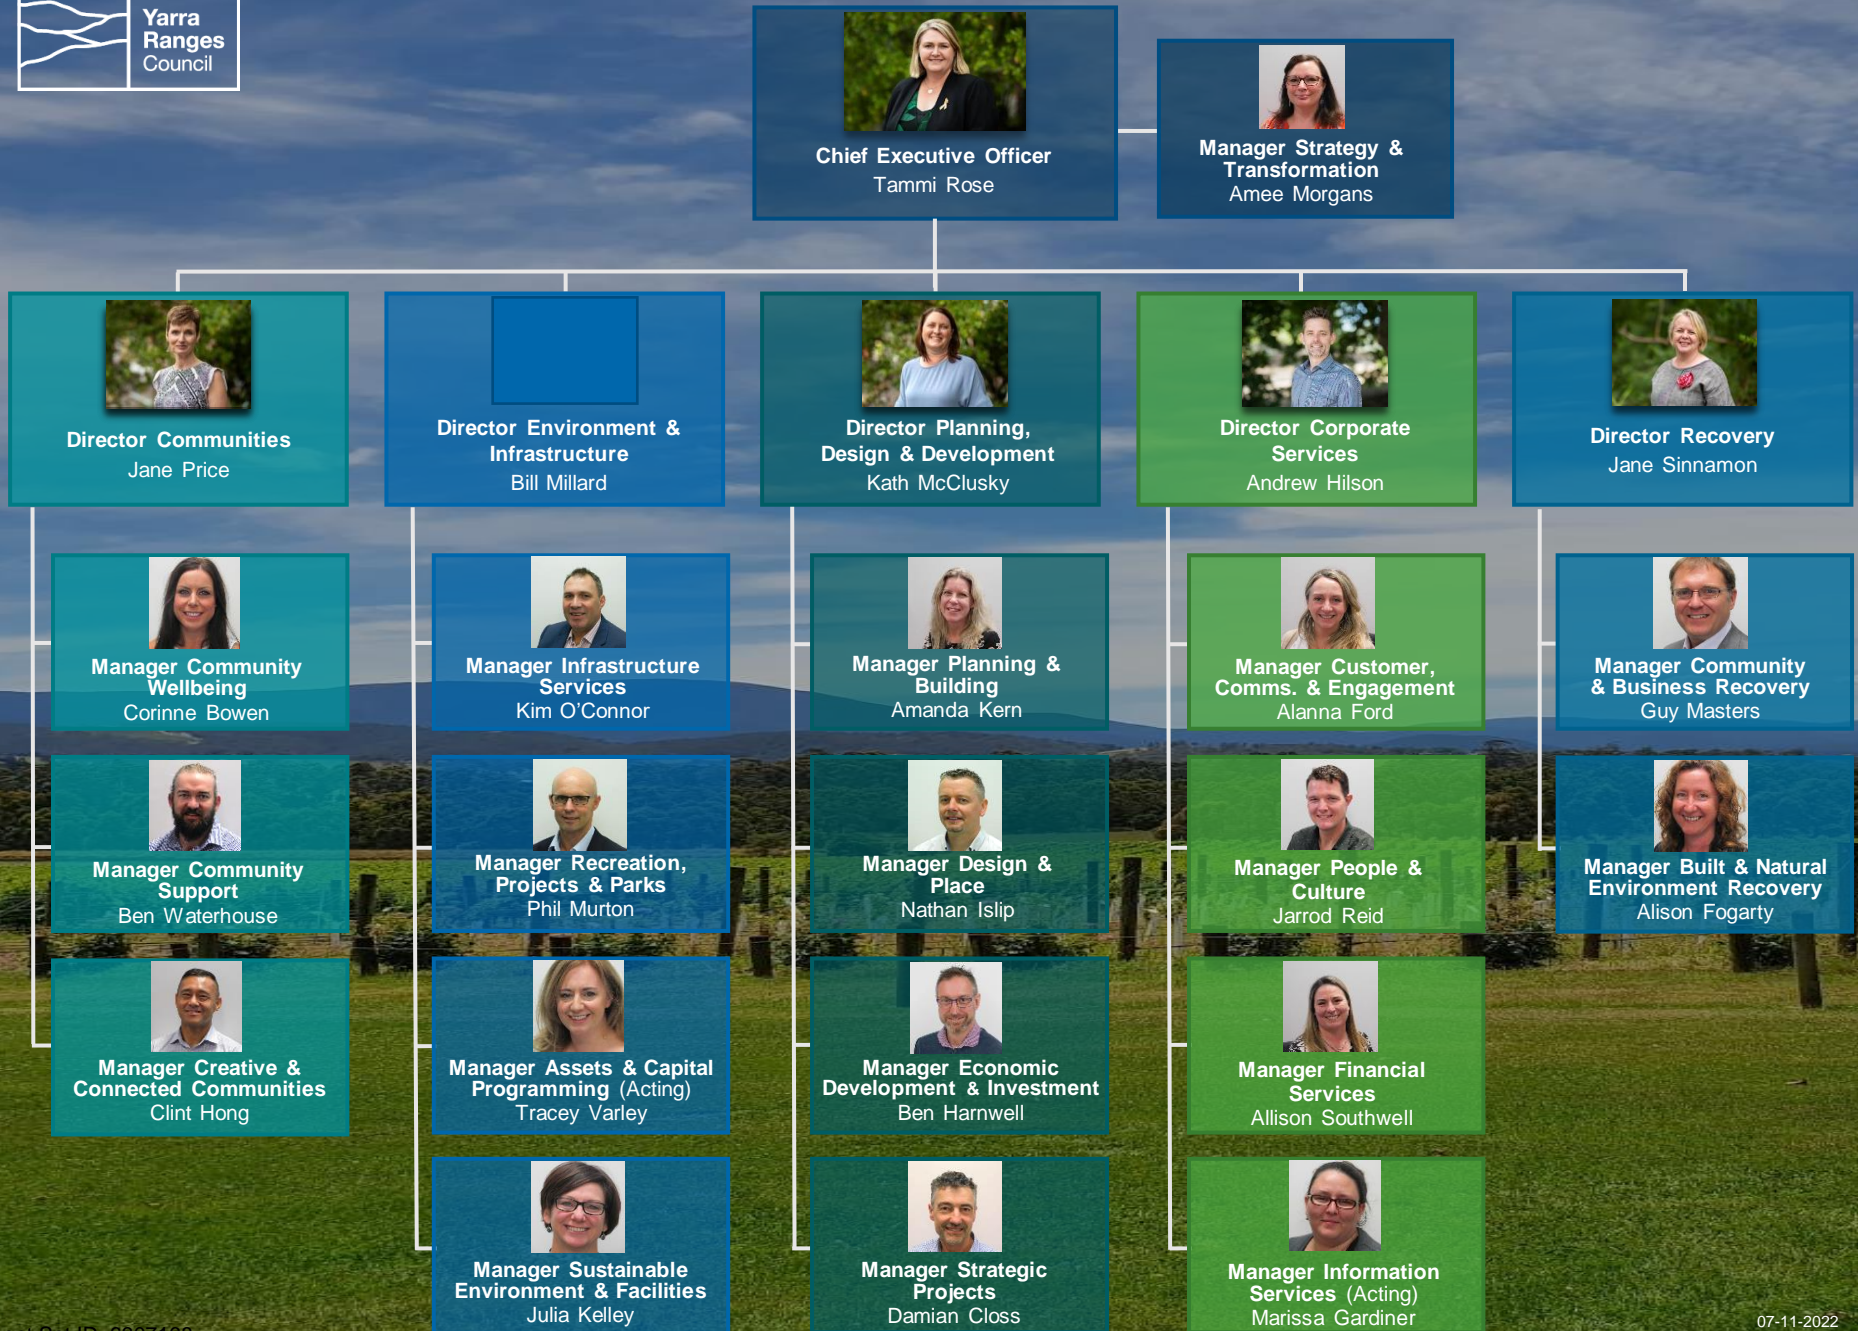 Yarra
Ranges
Council
Chief Executive Officer
Tammi Rose
Manager Strategy &
Transformation
Amee Morgans
Director Communities
Jane Price
Director Environment &
Infrastructure
Bill Millard
Director Planning,
Design & Development
Kath McClusky
Director Corporate
Services
Andrew Hilson
Director Recovery
Jane Sinnamon
Manager Community
Wellbeing
Corinne Bowen
Manager Infrastructure
Services
Kim O'Connor
Manager Planning &
Building
Amanda Kern
Manager Customer,
Comms. & Engagement
Alanna Ford
Manager Community
& Business Recovery
Guy Masters
Manager Community
Support
Ben Waterhouse
Manager Recreation,
Projects & Parks
Phil Murton
Manager Design &
Place
Nathan Islip
Manager People &
Culture
Jarrod Reid
Manager Built & Natural
Environment Recovery
Alison Fogarty
Manager Creative &
Connected Communities
Clint Hong
Manager Assets & Capital
Programming (Acting)
Tracey Varley
Manager Economic
Development & Investment
Ben Harnwell
Manager Financial
Services
Allison Southwell
Manager Sustainable
Environment & Facilities
Julia Kelley
Manager Strategic
Projects
Damian Closs
Manager Information
Services (Acting)
Marissa Gardiner
07-11-2022